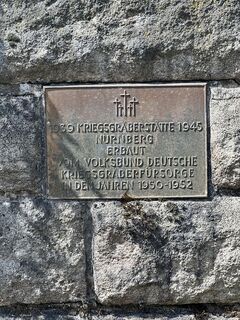 1939 KRIEGSGRÄBERSTÄTTE 1945
NÜRNBERG
ERBAUT
VOM VOLKSBUND DEUTSCHE
KRIEGSGRÄBERFÜRSORGE
IN DEN JAHREN 1950-1952